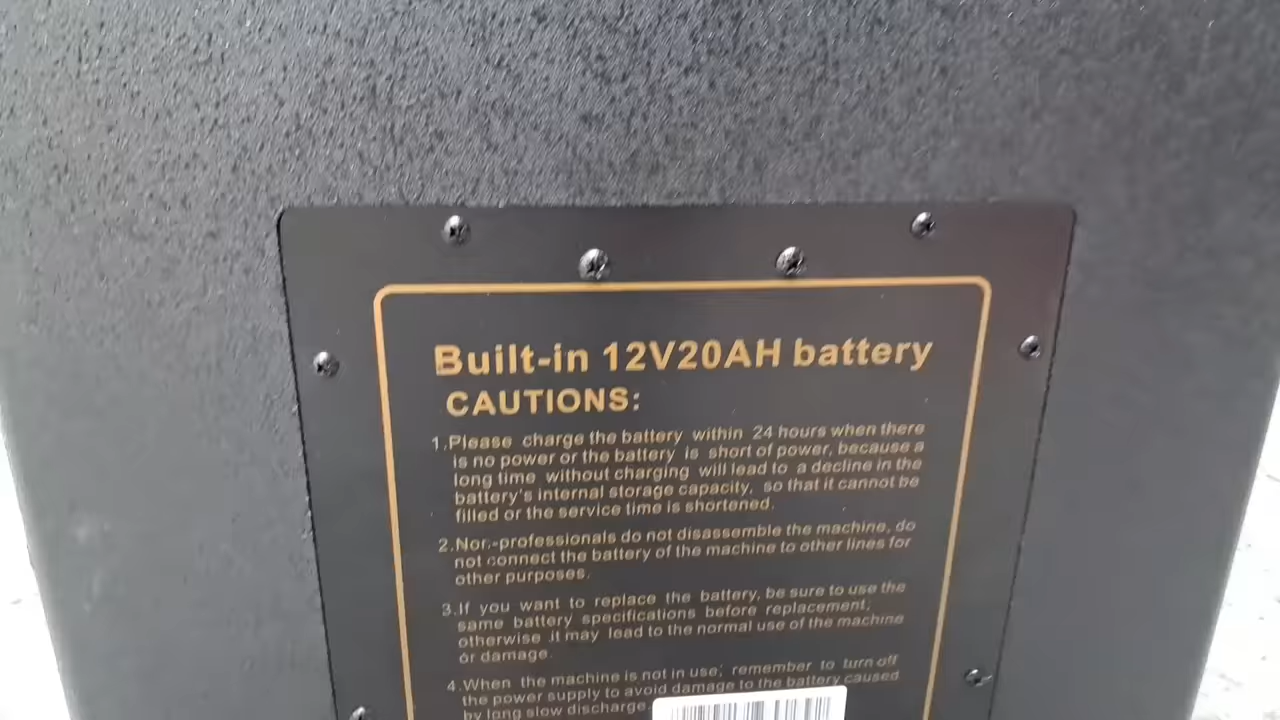 Built-in 12V20AH battery
CAUTIONS:
1.Please charge the battery within 24 hours when there
is no power or the battery is short of power, because a
long time without charging will lead to a decline in the
battery's internal storage capacity, so that it cannot be
filled or the service time is shortened.
2.Non-professionals do not disassemble the machine, do
not connect the battery of the machine to other lines for
other purposes.
3.If you want to replace the battery, be sure to use the
same battery specifications before replacement,
otherwise it may lead to the normal use of the machine
or damage.
4.When the machine is not in use, remember to turn off
the power supply to avoid damage to the battery caused
by long slow discharge.